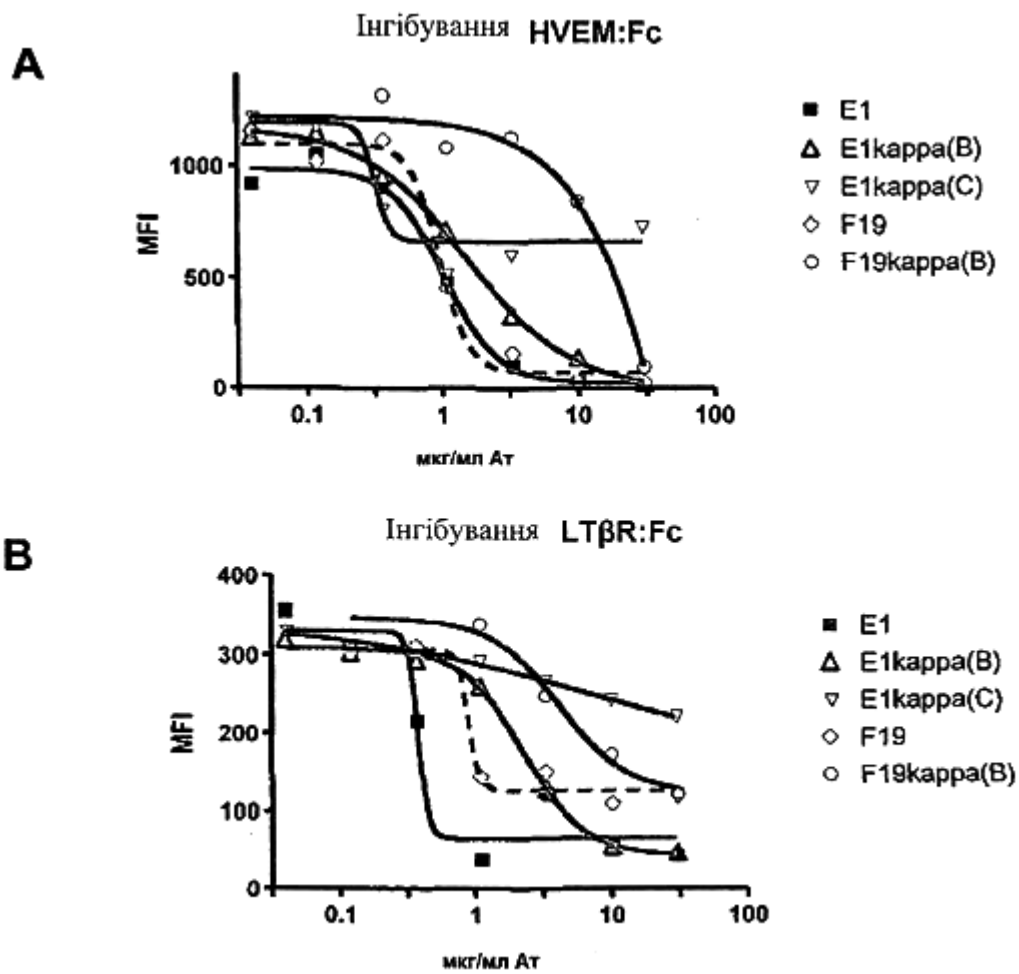 Інгібування HVEM:Fc
A
1000
500
0
MFI
0.1 1 10 100
мкг/мл Ат
E1
E1kappa(B)
E1kappa(C)
F19
F19kappa(B)
Інгібування LTβR:Fc
B
400
300
200
100
0
MFI
0.1 1 10 100
мкг/мл Ат
E1
E1kappa(B)
E1kappa(C)
F19
F19kappa(B)